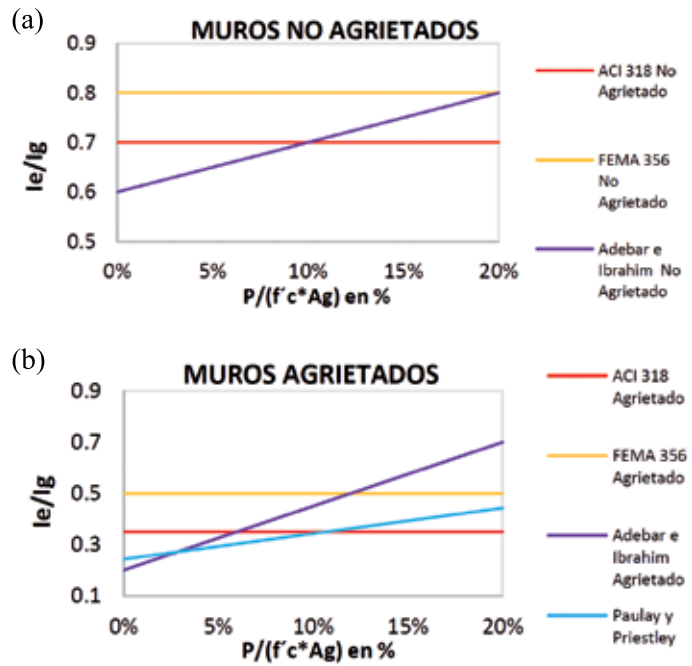 (a)
MUROS NO AGRIETADOS
0.9
0.8
0.7
0.6
0.5
Ie/Ig
0% 5% 10% 15% 20%
P/(f´c*Ag) en %
ACI 318 No
Agrietado
FEMA 356
No
Agrietado
Adebar e
Ibrahim No
Agrietado
(b)
MUROS AGRIETADOS
0.9
0.7
0.5
0.3
0.1
Ie/Ig
0% 5% 10% 15% 20%
P/(f´c*Ag) en %
ACI 318
Agrietado
FEMA 356
Agrietado
Adebar e
Ibrahim
Agrietado
Paulay y
Priestley